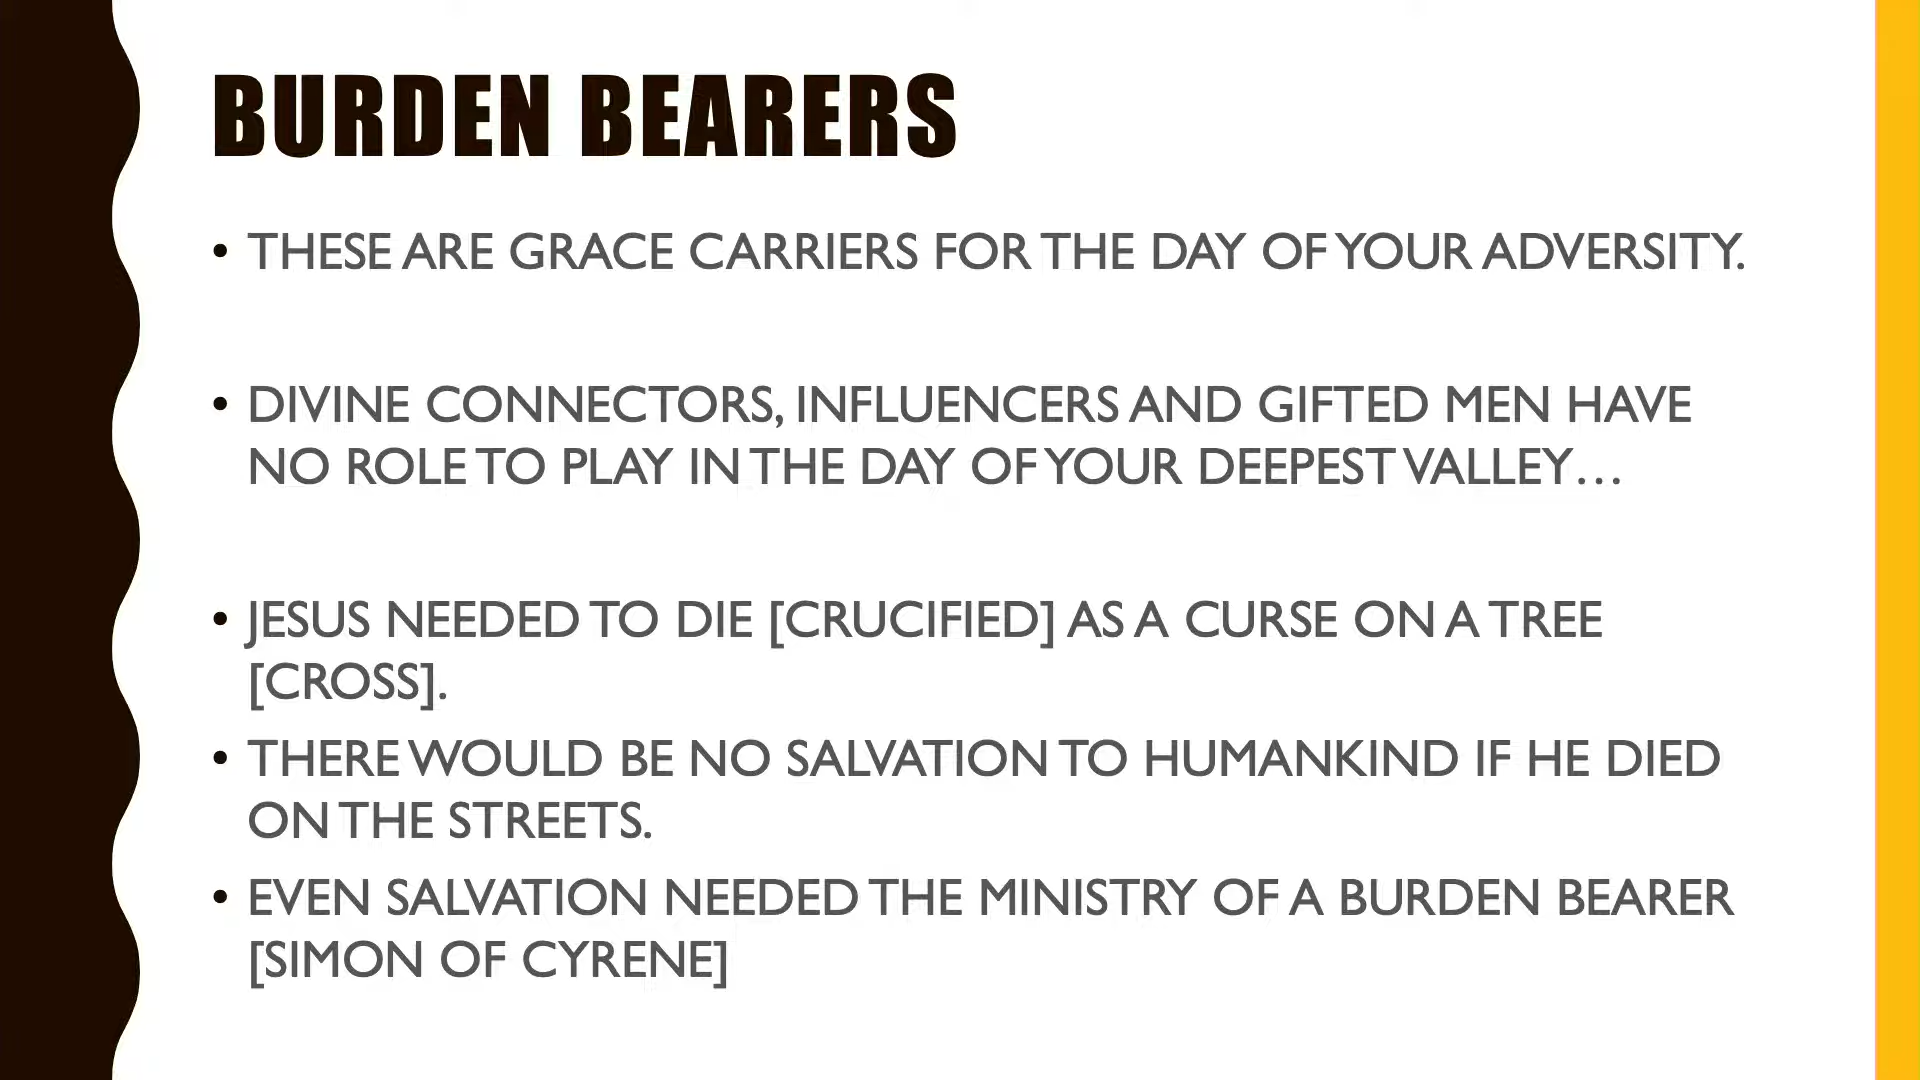 BURDEN BEARERS
• THESE ARE GRACE CARRIERS FOR THE DAY OF YOUR ADVERSITY.
• DIVINE CONNECTORS, INFLUENCERS AND GIFTED MEN HAVE
NO ROLE TO PLAY IN THE DAY OF YOUR DEEPEST VALLEY…
• JESUS NEEDED TO DIE [CRUCIFIED] AS A CURSE ON A TREE
[CROSS].
• THERE WOULD BE NO SALVATION TO HUMANKIND IF HE DIED
ON THE STREETS.
• EVEN SALVATION NEEDED THE MINISTRY OF A BURDEN BEARER
[SIMON OF CYRENE]